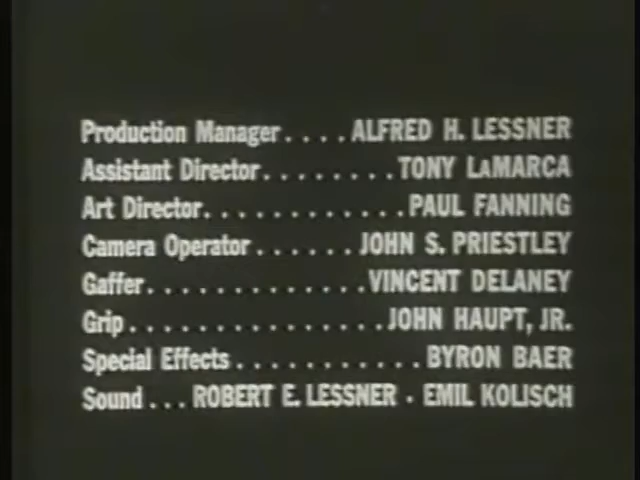 Production Manager....ALFRED H. LESSNER
Assistant Director........TONY LaMARCA
Art Director............PAUL FANNING
Camera Operator......JOHN S. PRIESTLEY
Gaffer.............VINCENT DELANEY
Grip................JOHN HAUPT, JR.
Special Effects...........BYRON BAER
Sound...ROBERT E. LESSNER · EMIL KOLISCH